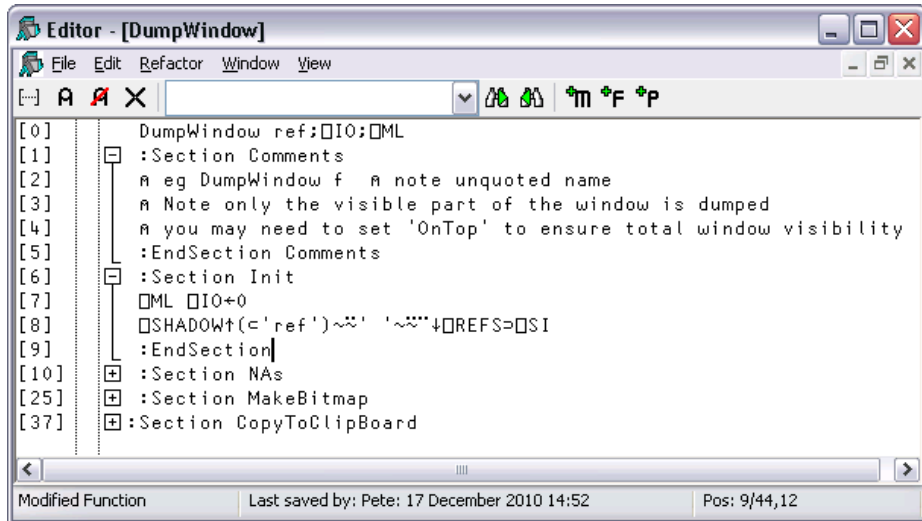 Editor - [DumpWindow]
File Edit Refactor Window View
[0] DumpWindow ref;⎕IO;⎕ML
[1] :Section Comments
[2] ⍝ eg DumpWindow f ⍝ note unquoted name
[3] ⍝ Note only the visible part of the window is dumped
[4] ⍝ you may need to set 'OnTop' to ensure total window visibility
[5] :EndSection Comments
[6] :Section Init
[7] ⎕ML ⎕IO←0
[8] ⎕SHADOW↑(⊂'ref')~⍨' '~⍨¨↓⎕REFS⊃⎕SI
[9] :EndSection
[10] :Section NAs
[25] :Section MakeBitmap
[37] :Section CopyToClipBoard
Modified Function Last saved by: Pete: 17 December 2010 14:52 Pos: 9/44,12